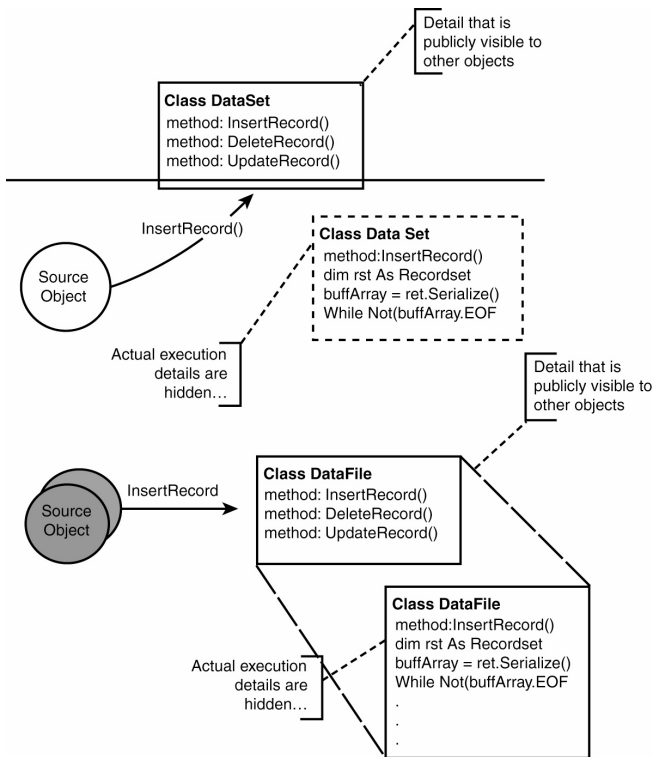 Detail that is
publicly visible to
other objects
Class DataSet
method: InsertRecord()
method: DeleteRecord()
method: UpdateRecord()
InsertRecord()
Source
Object
Class Data Set
method:InsertRecord()
dim rst As Recordset
buffArray = ret.Serialize()
While Not(buffArray.EOF
Actual execution
details are
hidden…
Detail that is
publicly visible to
other objects
InsertRecord
Source
Object
Class DataFile
method: InsertRecord()
method: DeleteRecord()
method: UpdateRecord()
Class DataFile
method:InsertRecord()
dim rst As Recordset
buffArray = ret.Serialize()
While Not(buffArray.EOF
.
.
.
Actual execution
details are
hidden…